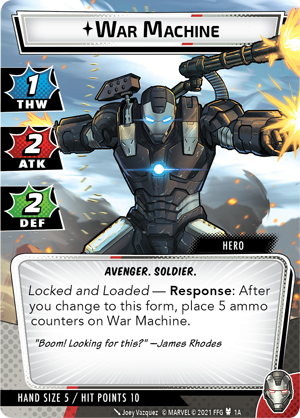 WAR MACHINE
1
THW
2
ATK
2
DEF
HERO
AVENGER. SOLDIER.
Locked and Loaded — Response: After
you change to this form, place 5 ammo
counters on War Machine.
"Boom! Looking for this?" —James Rhodes
HAND SIZE 5 / HIT POINTS 10
Joey Vazquez © MARVEL © 2021 FFG 1A